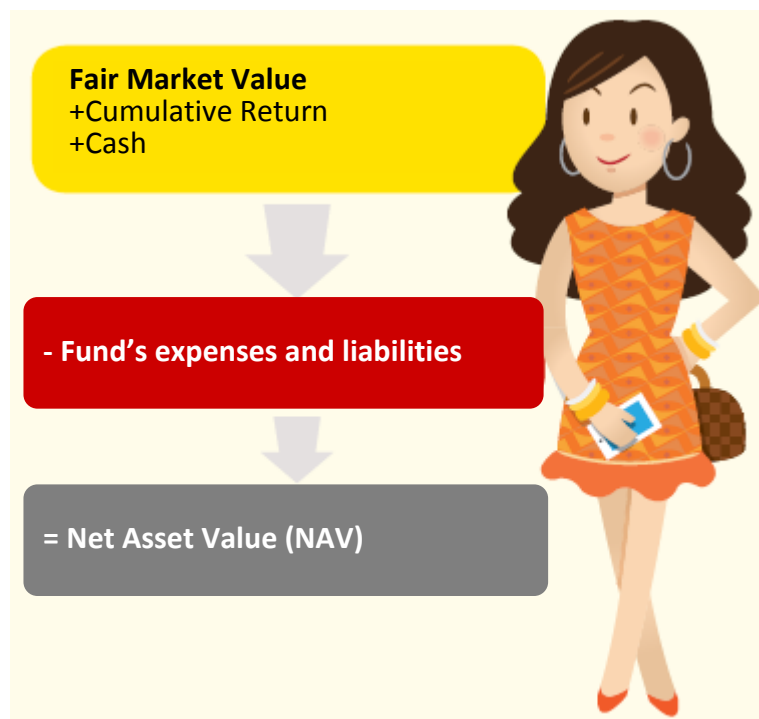 Fair Market Value
+Cumulative Return
+Cash
- Fund’s expenses and liabilities
= Net Asset Value (NAV)